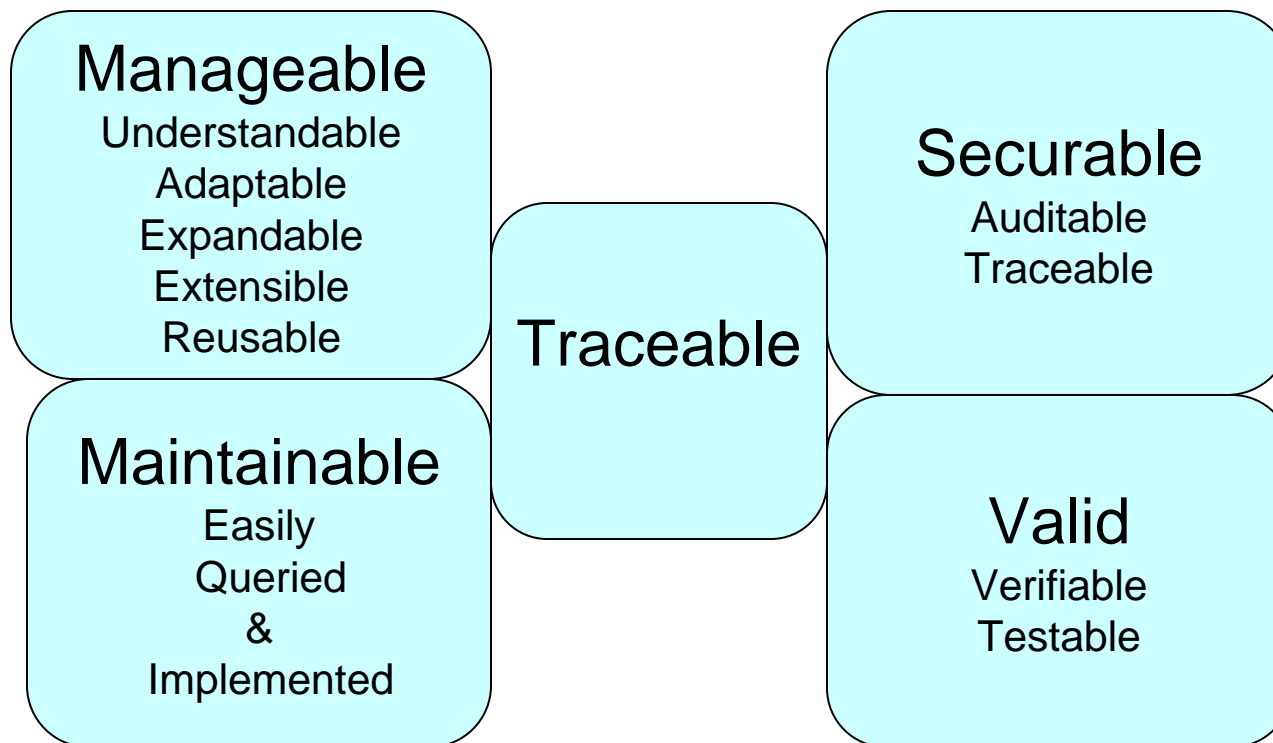 Manageable
Understandable
Adaptable
Expandable
Extensible
Reusable
Maintainable
Easily
Queried
&
Implemented
Traceable
Securable
Auditable
Traceable
Valid
Verifiable
Testable